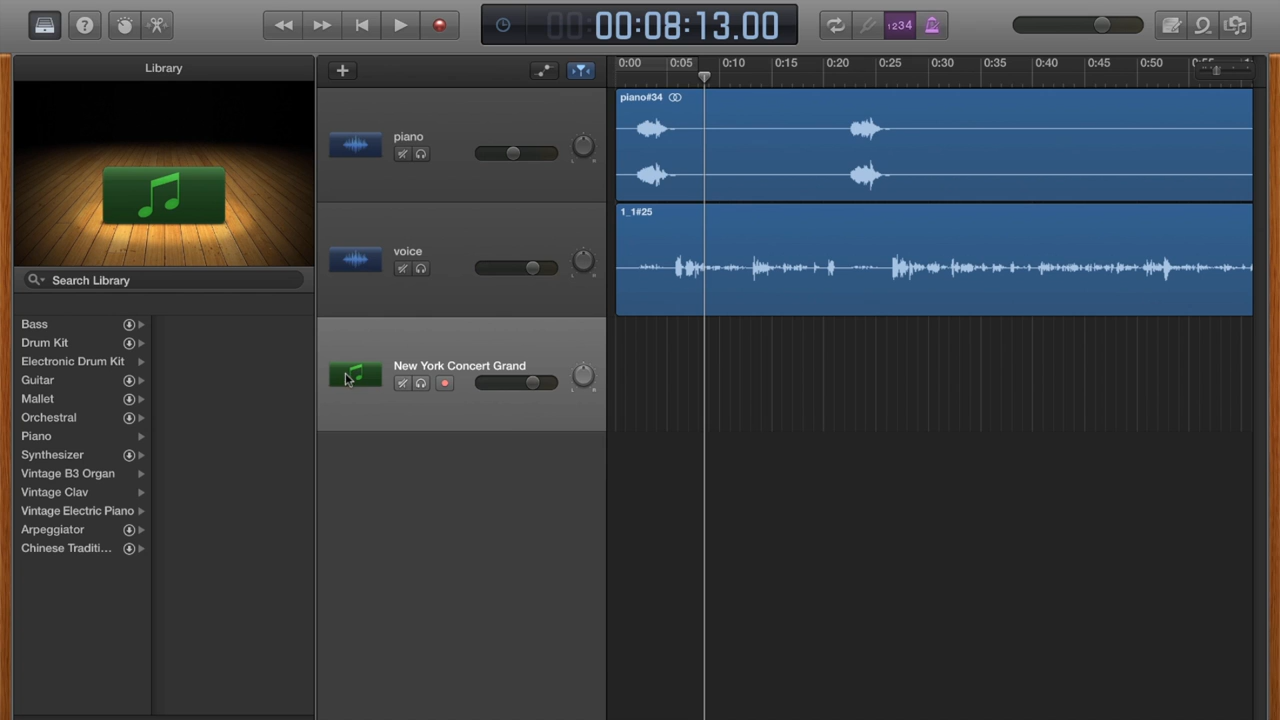 00:08:13.00
1234
Library
0:00 0:05 0:10 0:15 0:20 0:25 0:30 0:35 0:40 0:45 0:50
piano#34
piano
L R
1_1#25
voice
L R
Search Library
Bass
Drum Kit
Electronic Drum Kit
Guitar
Mallet
Orchestral
Piano
Synthesizer
Vintage B3 Organ
Vintage Clav
Vintage Electric Piano
Arpeggiator
Chinese Traditi...
New York Concert Grand
L R